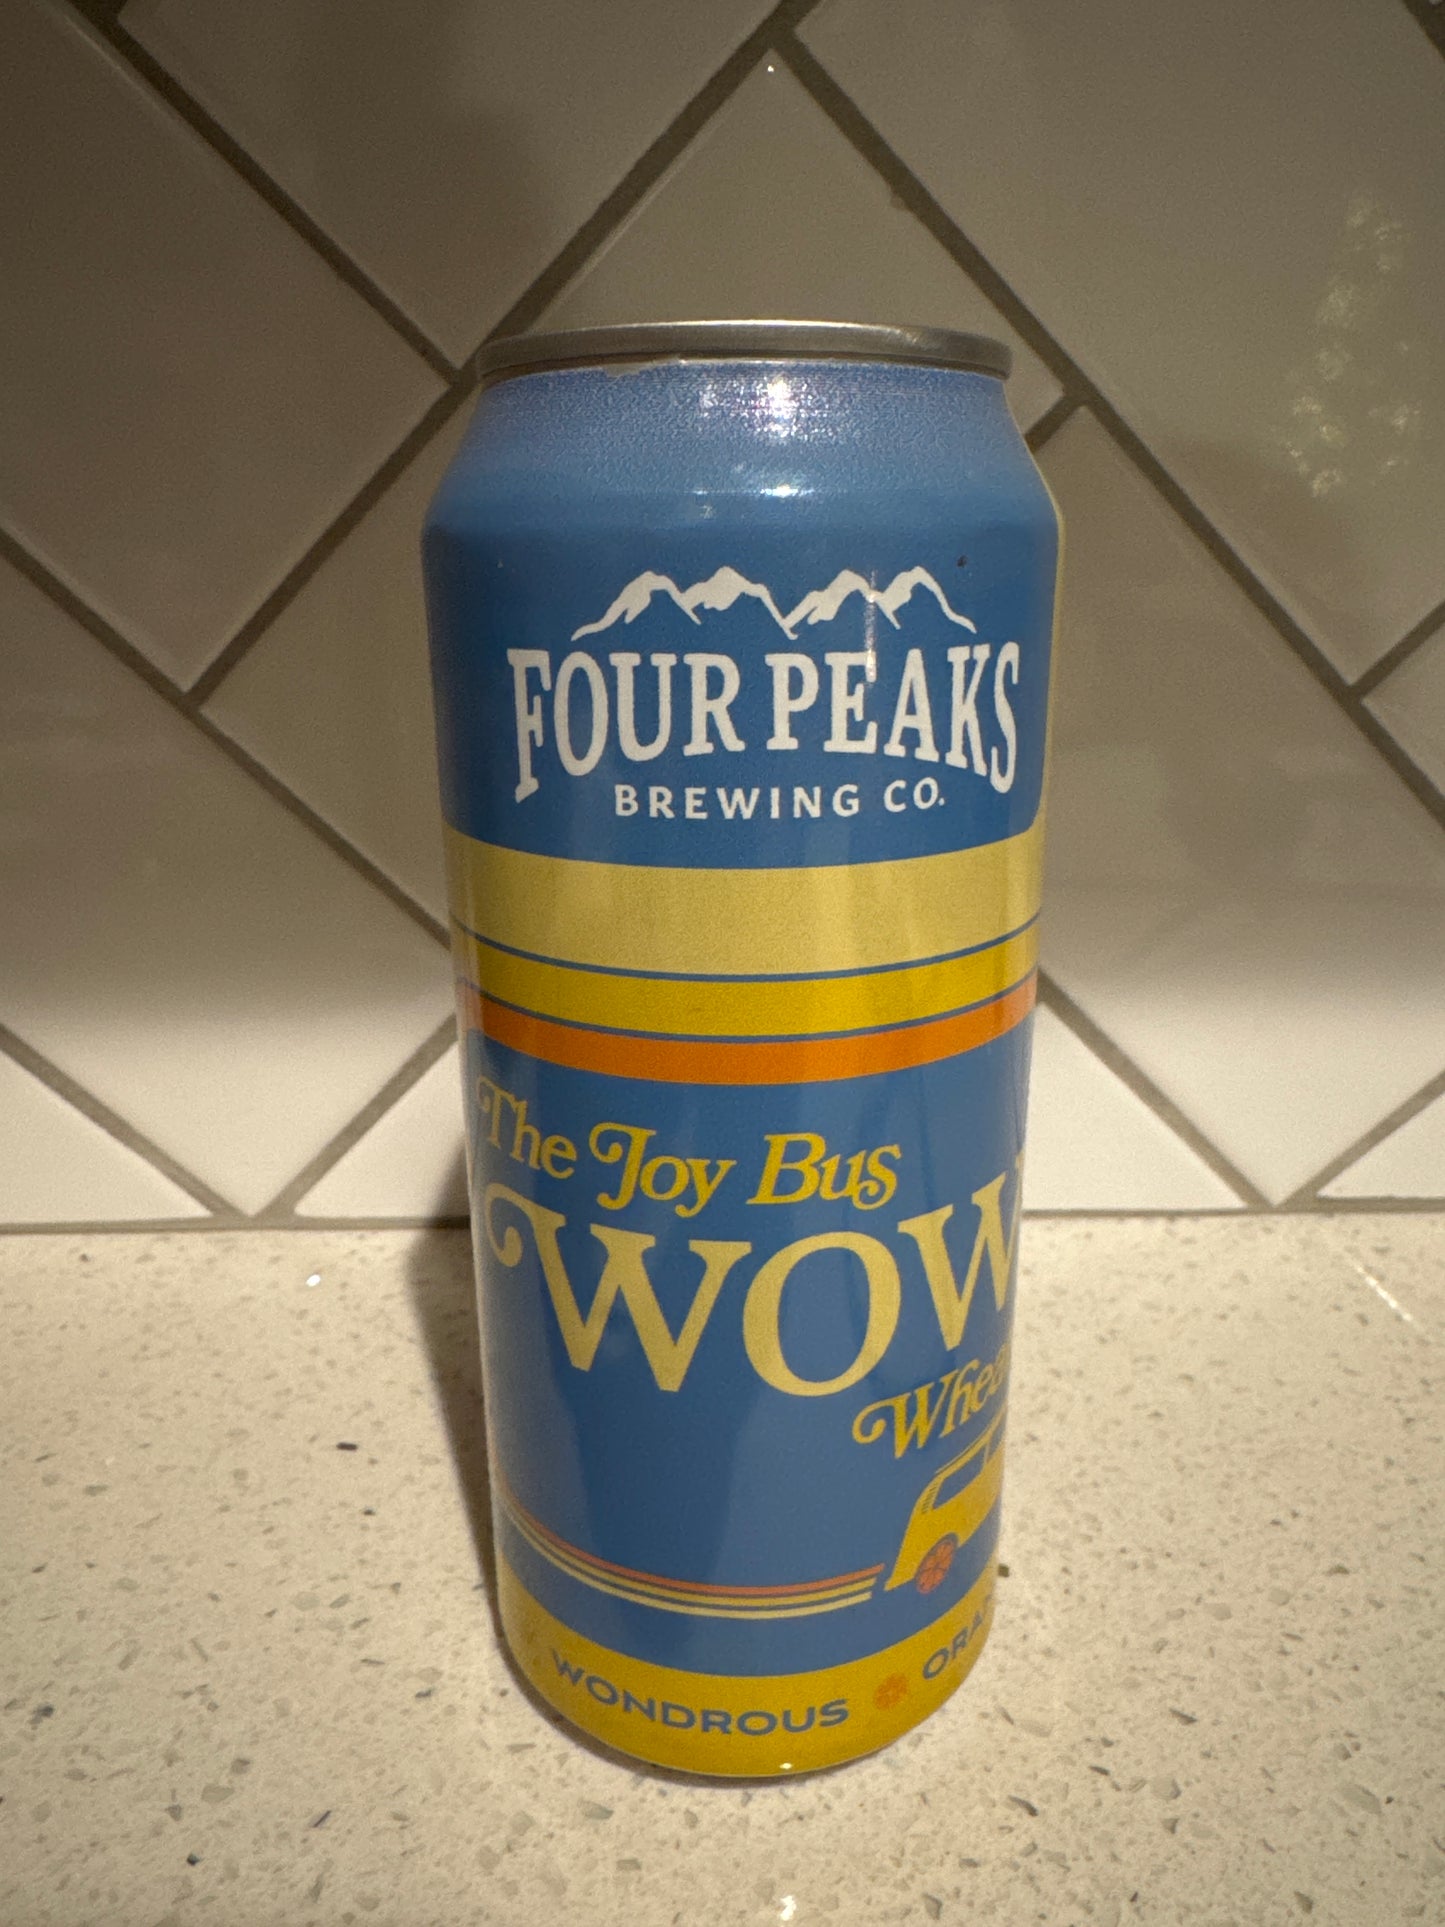 FOUR PEAKS
BREWING CO.
The Joy Bus
WOW
WONDROUS